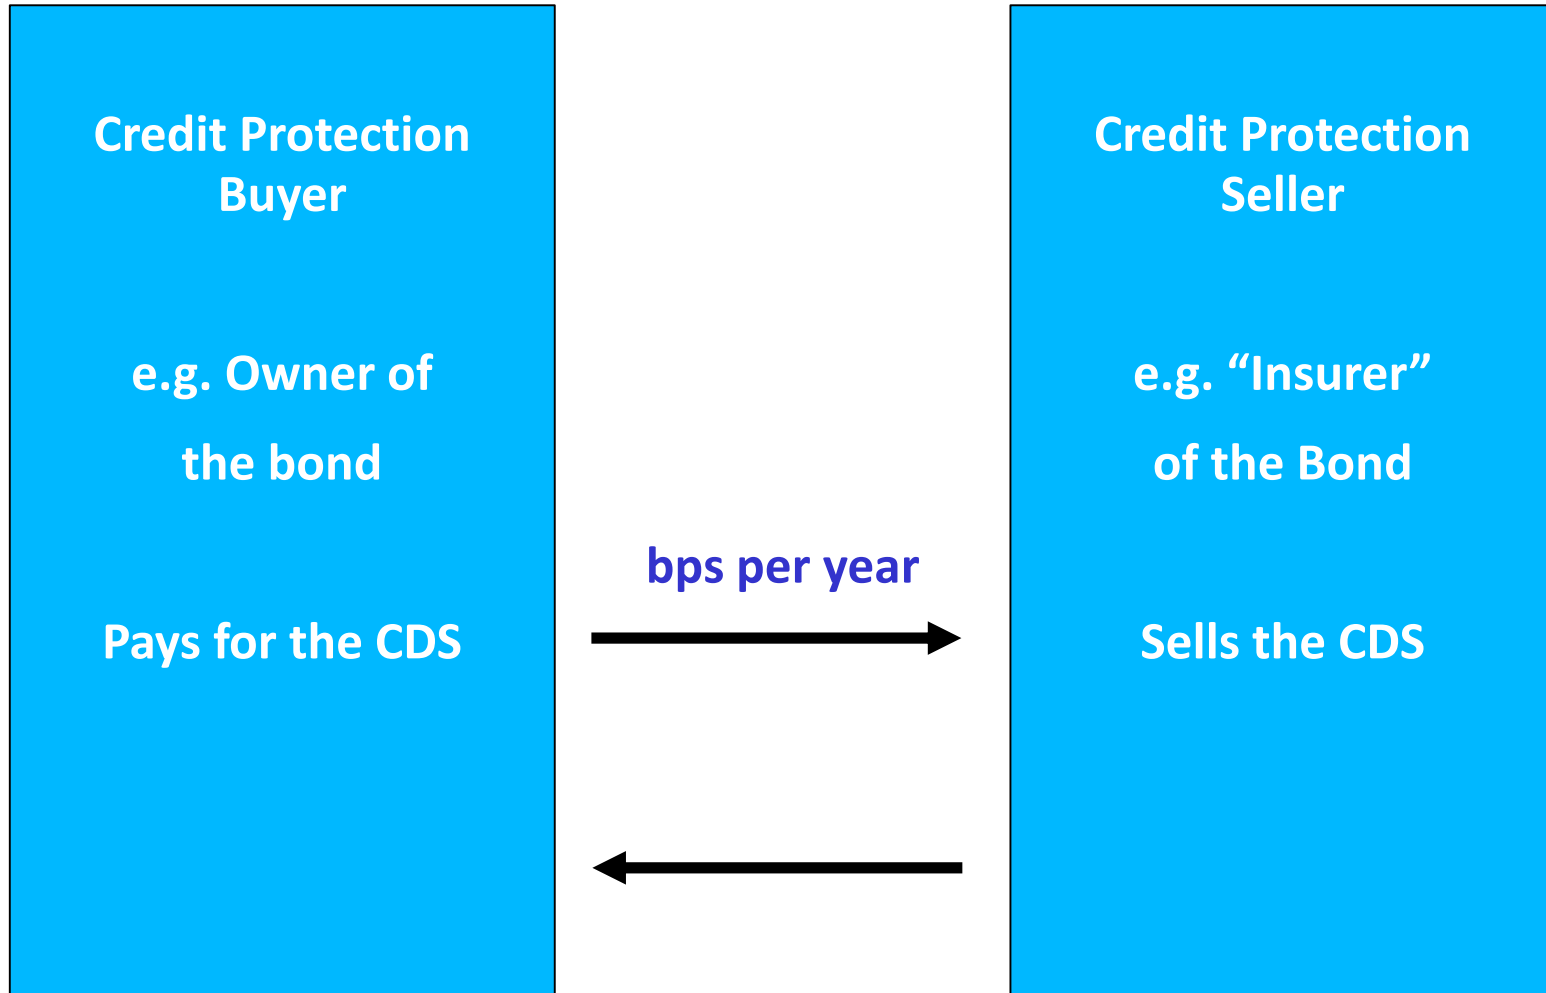 Credit Protection
Buyer
e.g. Owner of
the bond
Pays for the CDS
bps per year
Credit Protection
Seller
e.g. “Insurer”
of the Bond
Sells the CDS